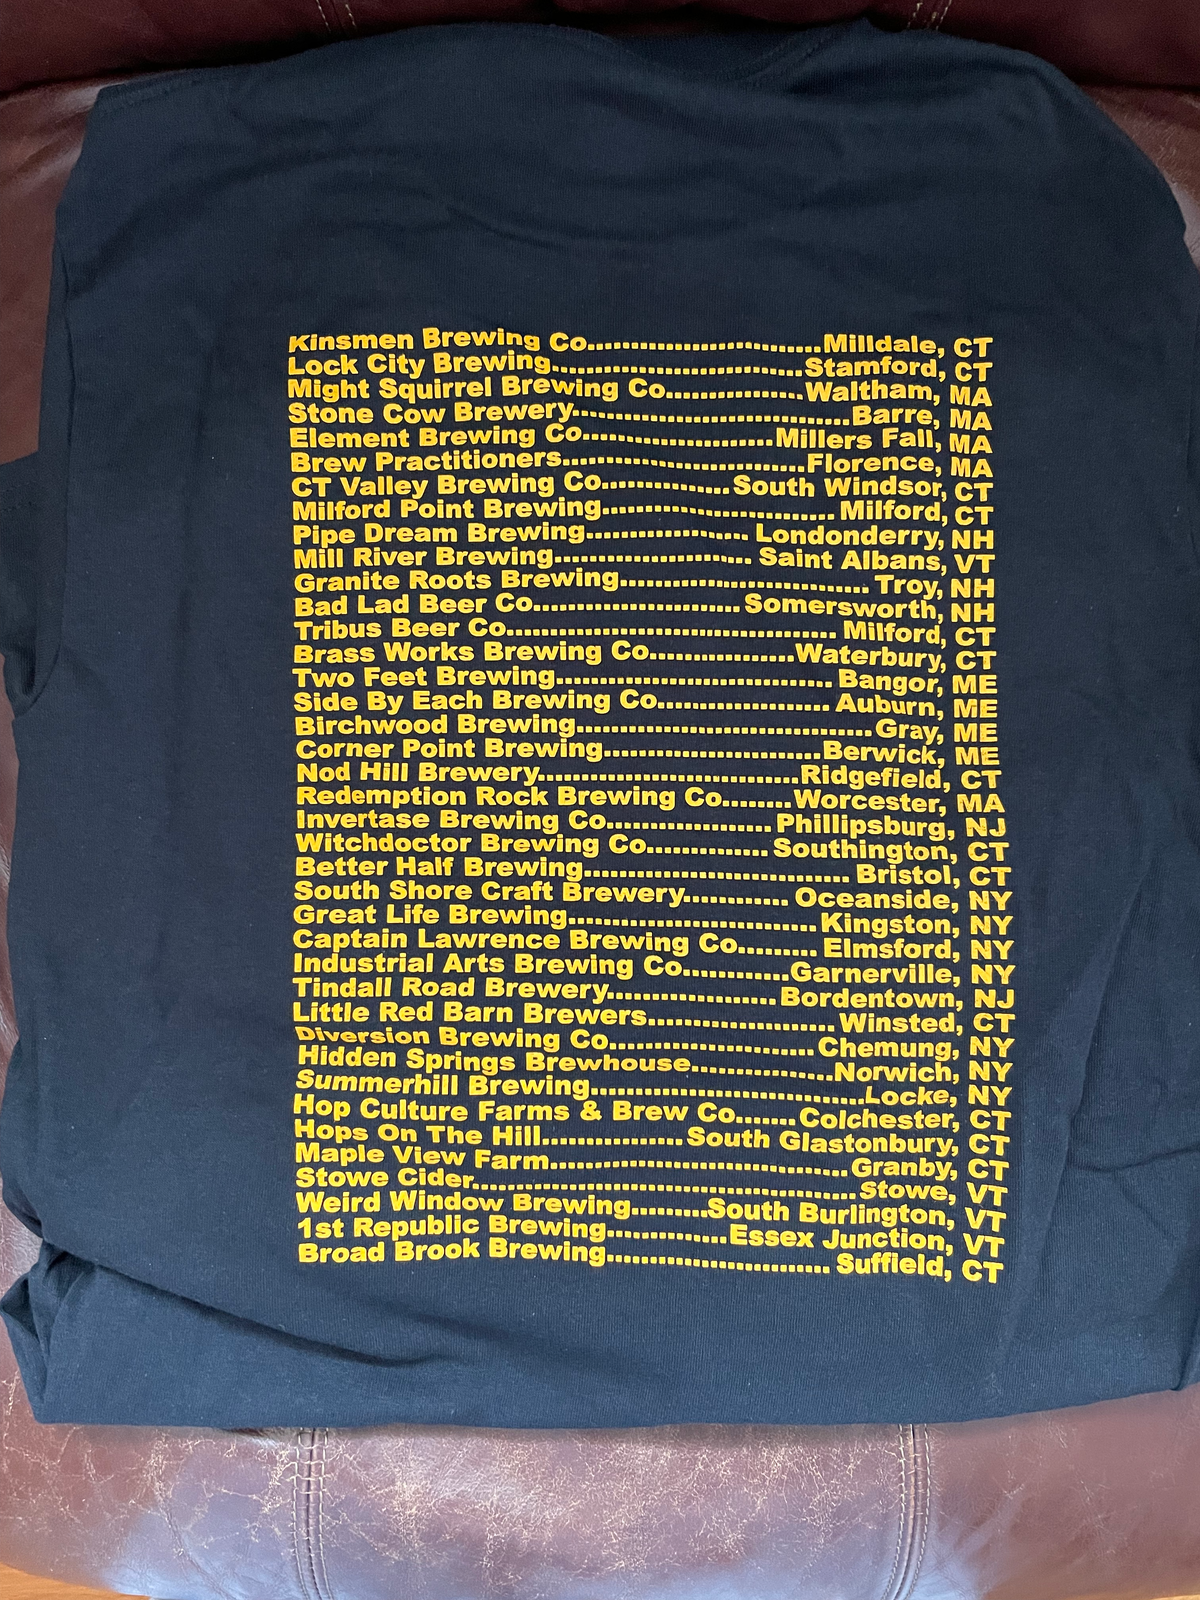 Kinsmen Brewing Co...........................Milldale, CT
Lock City Brewing.............................Stamford, CT
Might Squirrel Brewing Co................Waltham, MA
Stone Cow Brewery................................Barre, MA
Element Brewing Co......................Millers Fall, MA
Brew Practitioners............................Florence, MA
CT Valley Brewing Co...............South Windsor, CT
Milford Point Brewing........................... Milford, CT
Pipe Dream Brewing................... Londonderry, NH
Mill River Brewing....................... Saint Albans, VT
Granite Roots Brewing............................. Troy, NH
Bad Lad Beer Co........................ Somersworth, NH
Tribus Beer Co...................................... Milford, CT
Brass Works Brewing Co.................Waterbury, CT
Two Feet Brewing................................ Bangor, ME
Side By Each Brewing Co.................... Auburn, ME
Birchwood Brewing..................................Gray, ME
Corner Point Brewing.........................Berwick, ME
Nod Hill Brewery..............................Ridgefield, CT
Redemption Rock Brewing Co........Worcester, MA
Invertase Brewing Co...................Phillipsburg, NJ
Witchdoctor Brewing Co.............. Southington, CT
Better Half Brewing............................... Bristol, CT
South Shore Craft Brewery............ Oceanside, NY
Great Life Brewing............................. Kingston, NY
Captain Lawrence Brewing Co......... Elmsford, NY
Industrial Arts Brewing Co............Garnerville, NY
Tindall Road Brewery................... Bordentown, NJ
Little Red Barn Brewers..................... Winsted, CT
Diversion Brewing Co........................Chemung, NY
Hidden Springs Brewhouse................Norwich, NY
Summerhill Brewing................................Locke, NY
Hop Culture Farms & Brew Co.......Colchester, CT
Hops On The Hill................South Glastonbury, CT
Maple View Farm...................................Granby, CT
Stowe Cider............................................Stowe, VT
Weird Window Brewing.........South Burlington, VT
1st Republic Brewing..............Essex Junction, VT
Broad Brook Brewing.......................... Suffield, CT